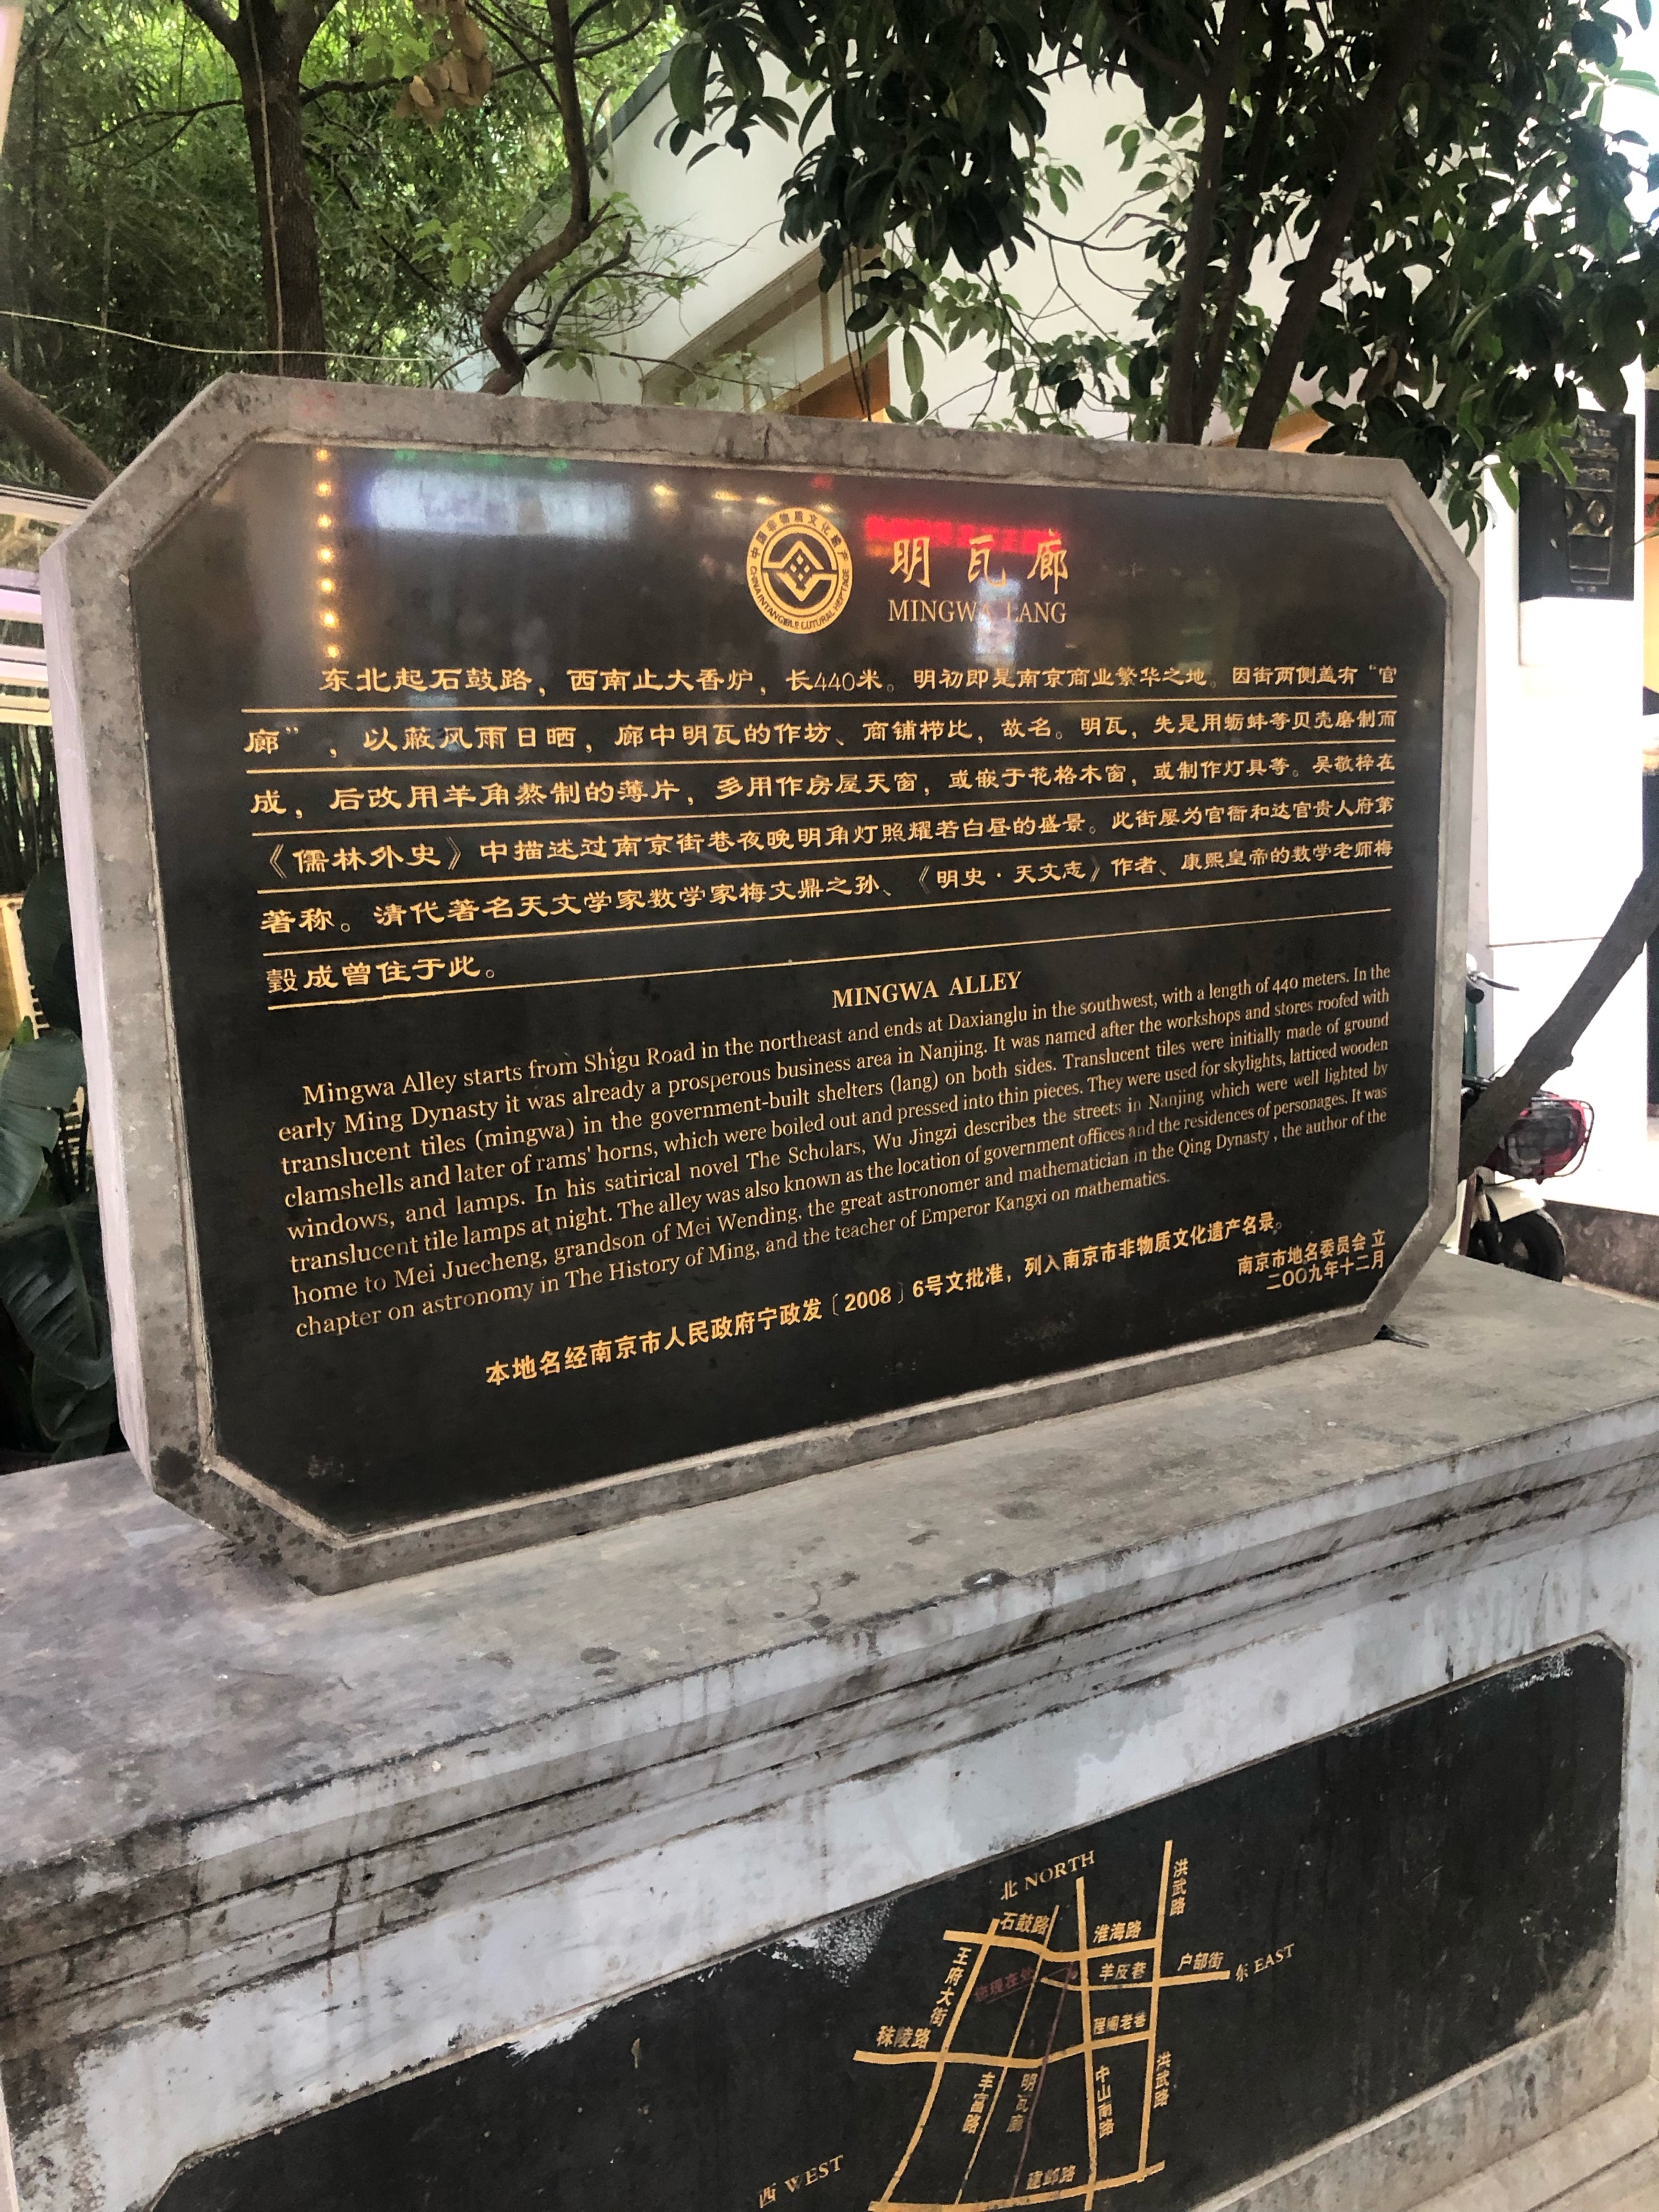 中国非物质文化遗产
明瓦廊
MINGWA LANG
东北起石鼓路，西南止大香炉，长440米。明初即是南京商业繁华之地。因街两侧盖有“官
廊”，以蔽风雨日晒，廊中明瓦的作坊、商铺栉比，故名。明瓦，先是用蛎蚌等贝壳磨制而
成，后改用羊角熬制的薄片，多用作房屋天窗，或嵌于花格木窗，或制作灯具等。吴敬梓在
《儒林外史》中描述过南京街巷夜晚明角灯照耀若白昼的盛景。此街屡为官衙和达官贵人府第
著称。清代著名天文学家数学家梅文鼎之孙、《明史·天文志》作者、康熙皇帝的数学老师梅
瑴成曾住于此。
MINGWA ALLEY
Mingwa Alley starts from Shigu Road in the northeast and ends at Daxianglu in the southwest, with a length of 440 meters. In the
early Ming Dynasty it was already a prosperous business area in Nanjing. It was named after the workshops and stores roofed with
translucent tiles (mingwa) in the government-built shelters (lang) on both sides. Translucent tiles were initially made of ground
clamshells and later of rams' horns, which were boiled out and pressed into thin pieces. They were used for skylights, latticed wooden
windows, and lamps. In his satirical novel The Scholars, Wu Jingzi describes the streets in Nanjing which were well lighted by
translucent tile lamps at night. The alley was also known as the location of government offices and the residences of personages. It was
home to Mei Juecheng, grandson of Mei Wending, the great astronomer and mathematician in the Qing Dynasty , the author of the
chapter on astronomy in The History of Ming, and the teacher of Emperor Kangxi on mathematics.
本地名经南京市人民政府宁政发〔2008〕6号文批准，列入南京市非物质文化遗产名录。
南京市地名委员会 立
二〇〇九年十二月
北 NORTH
洪武路
石鼓路
淮海路
王府大街
羊皮巷
户部街
东 EAST
您现在处
秣陵路
程阁老巷
丰富路
明瓦廊
中山南路
洪武路
西 WEST
建邺路